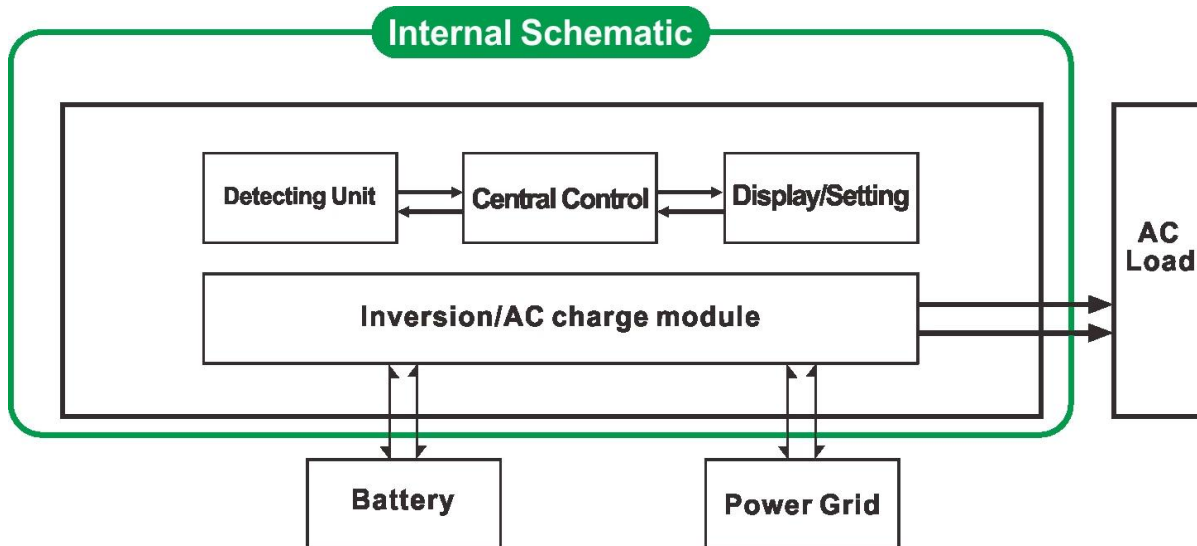 Internal Schematic
Detecting Unit
Central Control
Display/Setting
AC
Load
Inversion/AC charge module
Battery
Power Grid